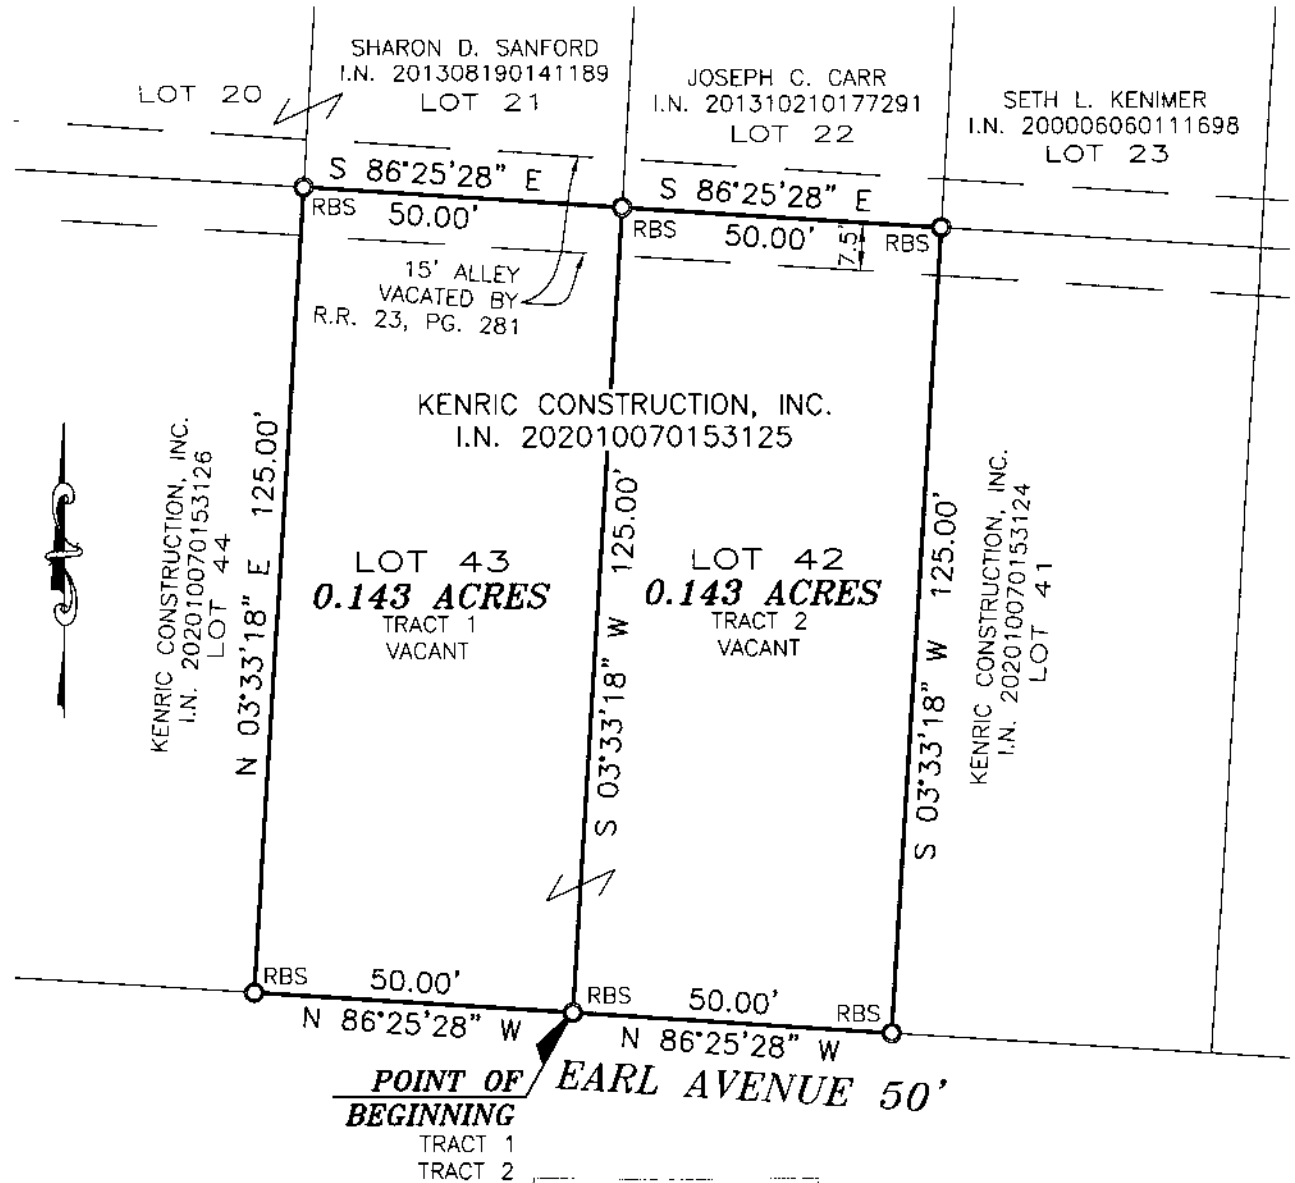 SHARON D. SANFORD
I.N. 201308190141189
LOT 21
LOT 20
JOSEPH C. CARR
I.N. 201310210177291
LOT 22
SETH L. KENIMER
I.N. 200006060111698
LOT 23
S 86°25'28" E
50.00'
RBS
S 86°25'28" E
50.00'
RBS
7.5'
RBS
15' ALLEY
VACATED BY
R.R. 23, PG. 281
KENRIC CONSTRUCTION, INC.
I.N. 202010070153125
KENRIC CONSTRUCTION, INC.
I.N. 202010070153126
LOT 44
N 03°33'18" E 125.00'
LOT 43
0.143 ACRES
TRACT 1
VACANT
S 03°33'18" W 125.00'
LOT 42
0.143 ACRES
TRACT 2
VACANT
S 03°33'18" W 125.00'
KENRIC CONSTRUCTION, INC.
I.N. 202010070153124
LOT 41
RBS
50.00'
N 86°25'28" W
RBS
50.00'
RBS
N 86°25'28" W
POINT OF
BEGINNING
TRACT 1
TRACT 2
EARL AVENUE 50'